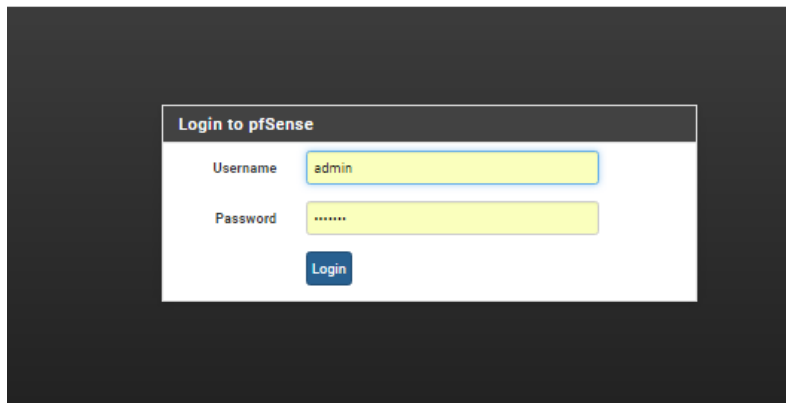 Login to pfSense
Username admin
Password •••••••
Login